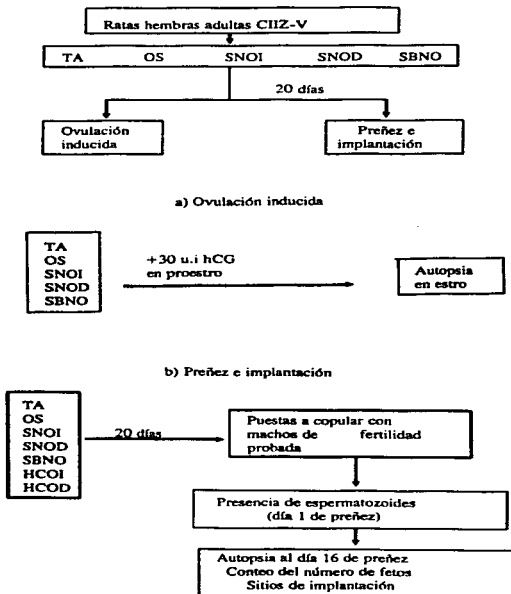 Ratas hembras adultas CIIZ-V
TA OS SNOI SNOD SBNO
20 días
Ovulación
inducida
Preñez e
implantación
a) Ovulación inducida
TA
OS
SNOI
SNOD
SBNO
+30 u.i hCG
en proestro
Autopsia
en estro
b) Preñez e implantación
TA
OS
SNOI
SNOD
SBNO
HCOI
HCOD
20 días
Puestas a copular con
machos de fertilidad
probada
Presencia de espermatozoides
(día 1 de preñez)
Autopsia al día 16 de preñez
Conteo del número de fetos
Sitios de implantación